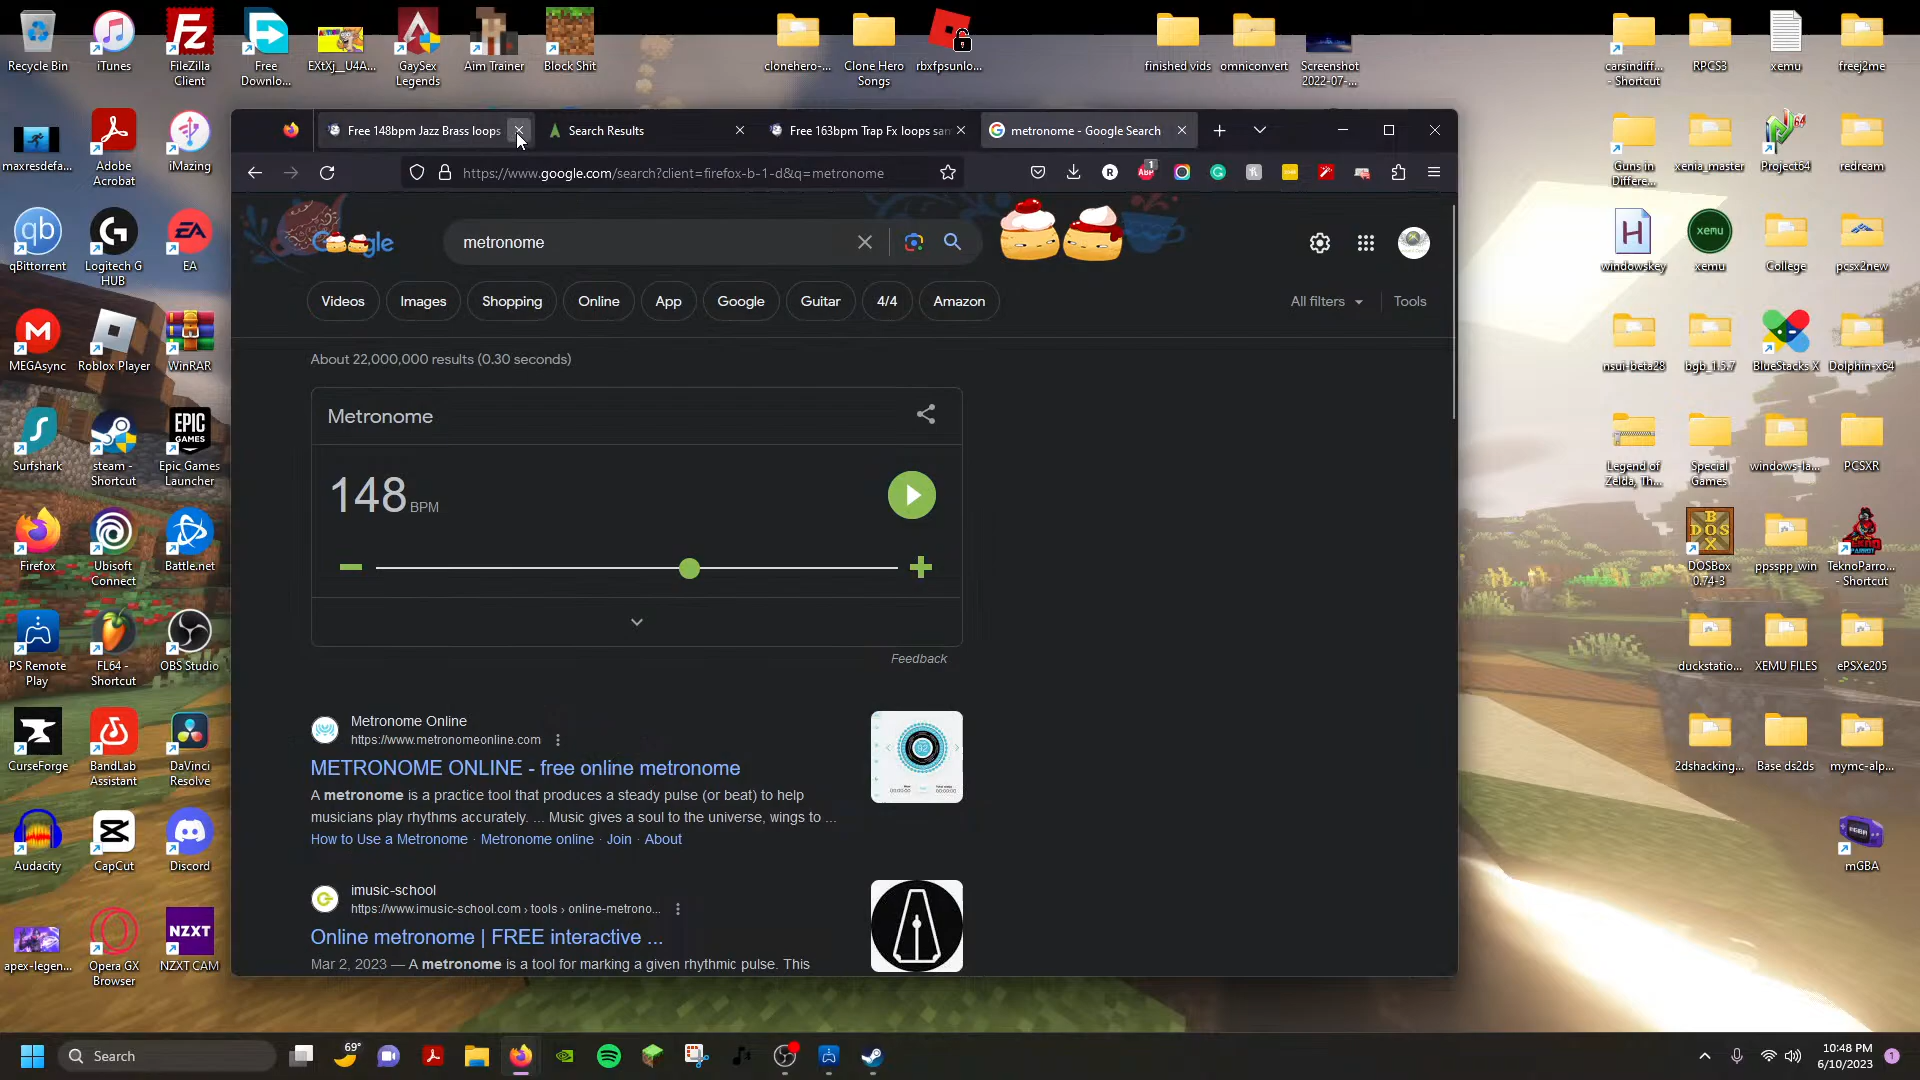 Recycle Bin
iTunes
FileZilla
Client
Free
Downlo...
EXtXj__U4A...
GaySex
Legends
Aim Trainer
Block Shit
clonehero-...
Clone Hero
Songs
rbxfpsunlo...
finished vids
omniconvert
Screenshot
2022-07-...
carsindiff...
- Shortcut
RPCS3
xemu
freej2me
Free 148bpm Jazz Brass loops
Search Results
Free 163bpm Trap Fx loops sam
metronome - Google Search
https://www.google.com/search?client=firefox-b-1-d&q=metronome
ABP
1
metronome
Videos
Images
Shopping
Online
App
Google
Guitar
4/4
Amazon
All filters
Tools
About 22,000,000 results (0.30 seconds)
Metronome
148 BPM
Feedback
Metronome Online
https://www.metronomeonline.com
METRONOME ONLINE - free online metronome
A metronome is a practice tool that produces a steady pulse (or beat) to help
musicians play rhythms accurately. ... Music gives a soul to the universe, wings to ...
How to Use a Metronome · Metronome online · Join · About
imusic-school
https://www.imusic-school.com › tools › online-metrono...
Online metronome | FREE interactive ...
Mar 2, 2023 — A metronome is a tool for marking a given rhythmic pulse. This
maxresdefa...
Adobe
Acrobat
iMazing
qBittorrent
Logitech G
HUB
EA
MEGAsync
Roblox Player
WinRAR
Surfshark
steam -
Shortcut
Epic Games
Launcher
Firefox
Ubisoft
Connect
Battle.net
PS Remote
Play
FL64 -
Shortcut
OBS Studio
CurseForge
BandLab
Assistant
DaVinci
Resolve
Audacity
CapCut
Discord
apex-legen...
Opera GX
Browser
NZXT
NZXT CAM
Guns in
Differe...
xenia_master
Project64
redream
windowskey
xemu
College
pcsx2new
nsui-beta28
bgb_1.5.7
BlueStacks X
Dolphin-x64
Legend of
Zelda, Th...
Special
Games
windows-la...
PCSXR
DOSBox
0.74-3
ppsspp_win
TeknoParro...
- Shortcut
duckstatio...
XEMU FILES
ePSXe205
2dshacking...
Base ds2ds
mymc-alp...
mGBA
Search
69°
10:48 PM
6/10/2023
1